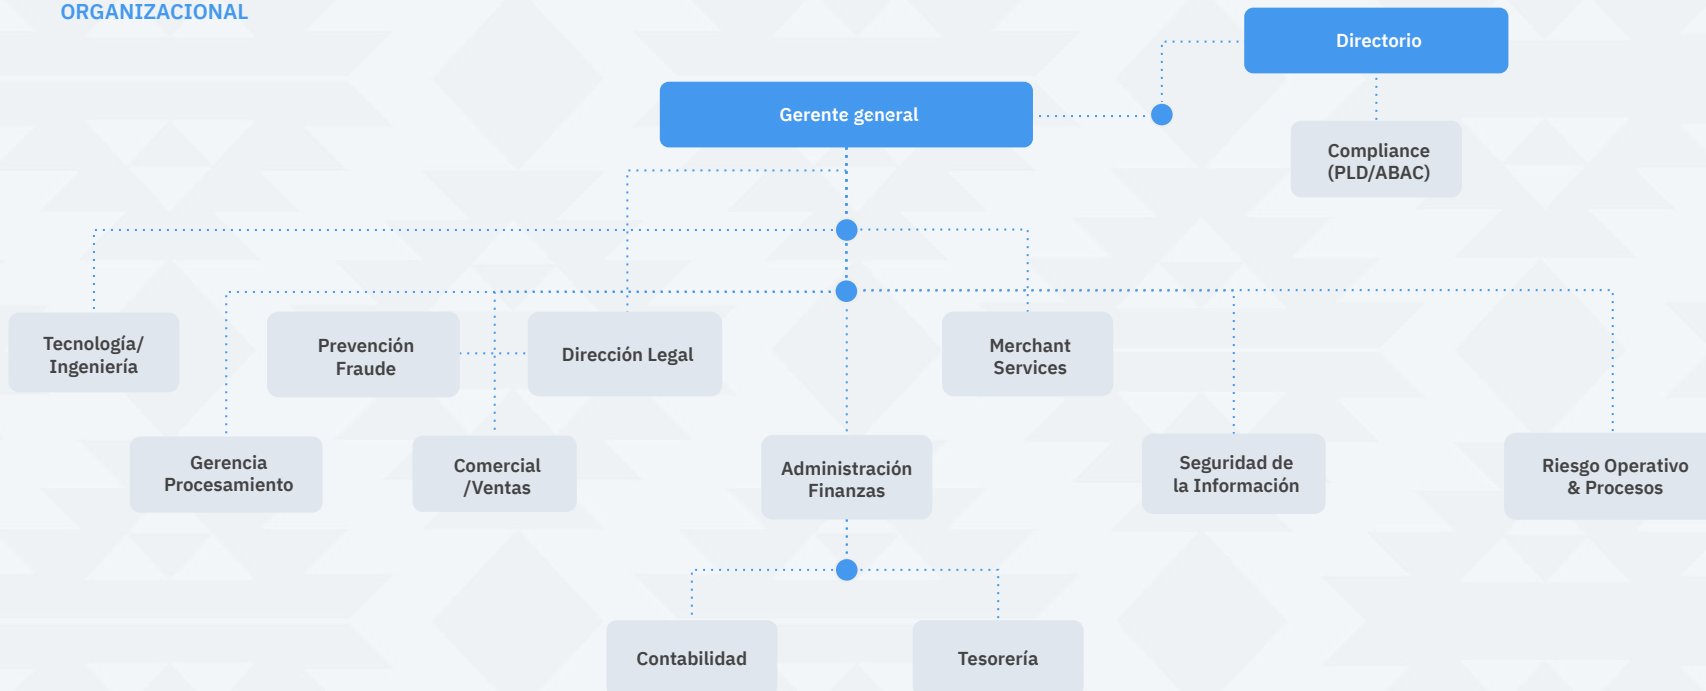 ORGANIZACIONAL
Directorio
Gerente general
Compliance
(PLD/ABAC)
Tecnología/
Ingeniería
Prevención
Fraude
Dirección Legal
Merchant
Services
Gerencia
Procesamiento
Comercial
/Ventas
Administración
Finanzas
Seguridad de
la Información
Riesgo Operativo
& Procesos
Contabilidad
Tesorería